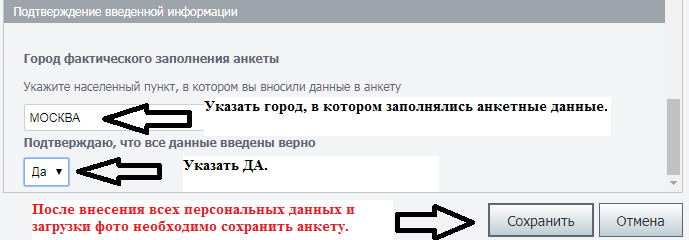 Подтверждение введенной информации
Город фактического заполнения анкеты
Укажите населенный пункт, в котором вы вносили данные в анкету
МОСКВА
Указать город, в котором заполнялись анкетные данные.
Подтверждаю, что все данные введены верно
Да
Указать ДА.
После внесения всех персональных данных и
загрузки фото необходимо сохранить анкету.
Сохранить
Отмена